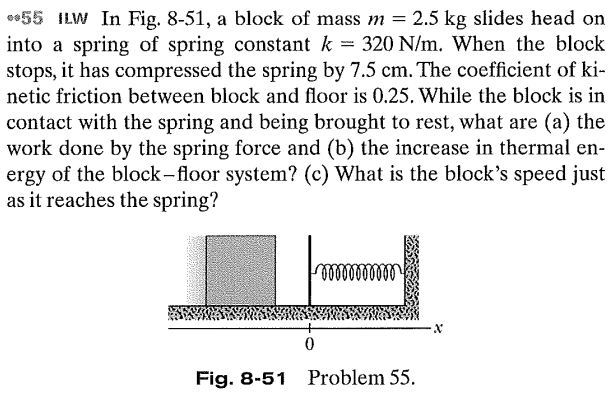 ••55 ILW In Fig. 8-51, a block of mass m = 2.5 kg slides head on
into a spring of spring constant k = 320 N/m. When the block
stops, it has compressed the spring by 7.5 cm. The coefficient of ki-
netic friction between block and floor is 0.25. While the block is in
contact with the spring and being brought to rest, what are (a) the
work done by the spring force and (b) the increase in thermal en-
ergy of the block–floor system? (c) What is the block's speed just
as it reaches the spring?
x
0
Fig. 8-51 Problem 55.